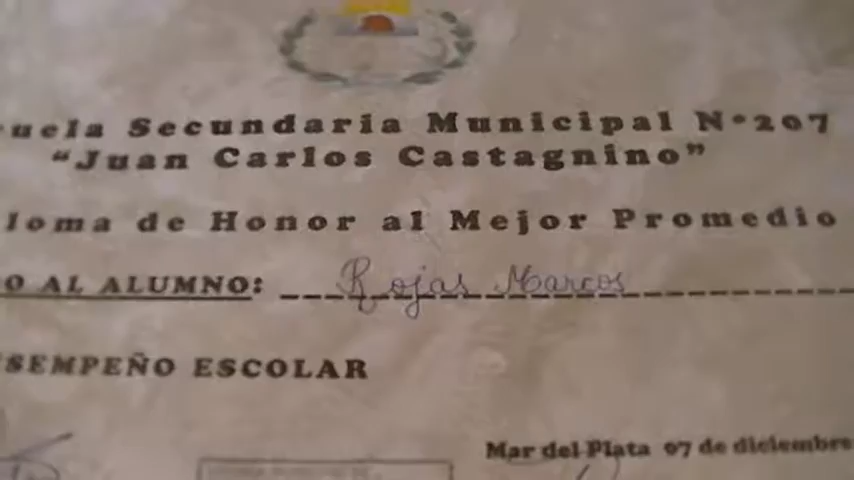 uela Secundaria Municipal N°207
"Juan Carlos Castagnino"
loma de Honor al Mejor Promedio
O AL ALUMNO: Rojas Marcos
SEMPEÑO ESCOLAR
Mar del Plata 07 de diciembre